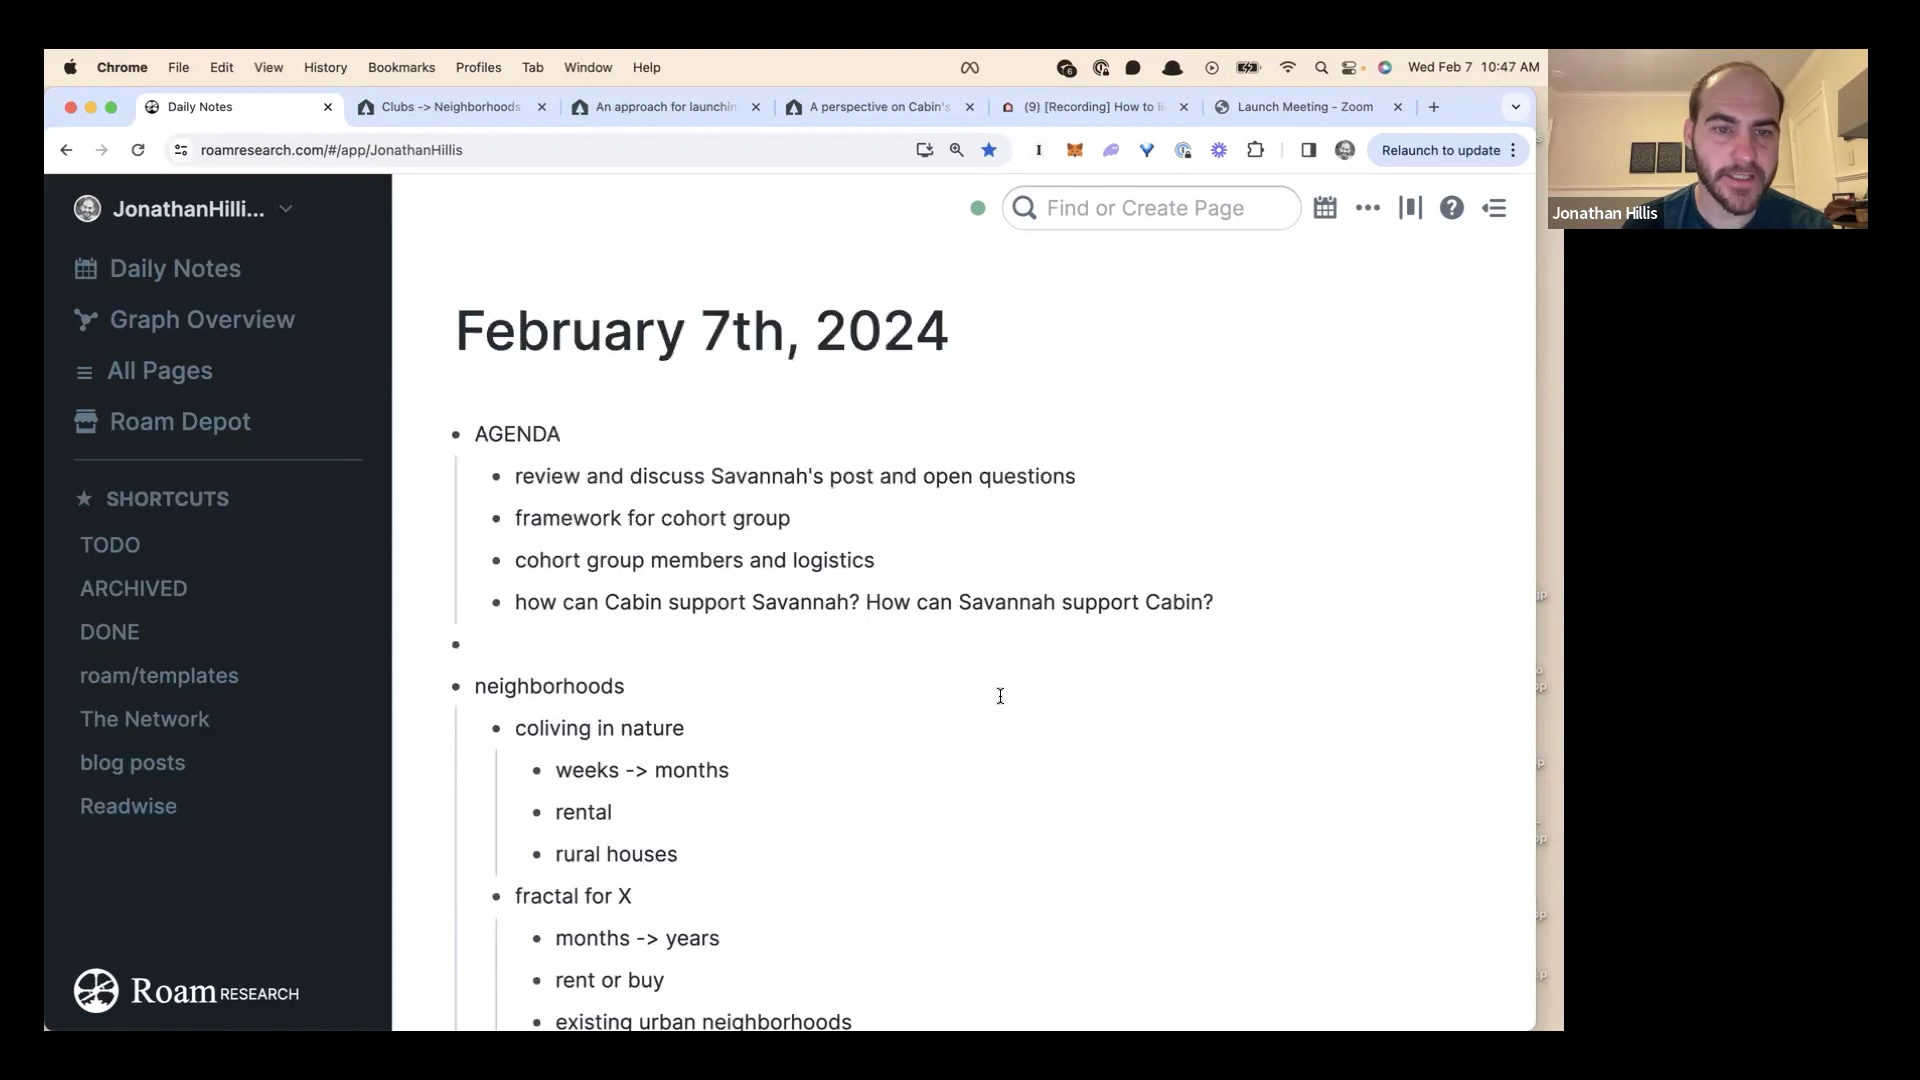 Chrome File Edit View History Bookmarks Profiles Tab Window Help Wed Feb 7 10:47 AM
Daily Notes Clubs -> Neighborhoods An approach for launchin A perspective on Cabin's (9) [Recording] How to li Launch Meeting - Zoom
roamresearch.com/#/app/JonathanHillis Relaunch to update
Jonathan Hillis
JonathanHilli...
Find or Create Page
Daily Notes
Graph Overview
All Pages
Roam Depot
SHORTCUTS
TODO
ARCHIVED
DONE
roam/templates
The Network
blog posts
Readwise
Roam RESEARCH
February 7th, 2024
AGENDA
review and discuss Savannah's post and open questions
framework for cohort group
cohort group members and logistics
how can Cabin support Savannah? How can Savannah support Cabin?
neighborhoods
coliving in nature
weeks -> months
rental
rural houses
fractal for X
months -> years
rent or buy
existing urban neighborhoods